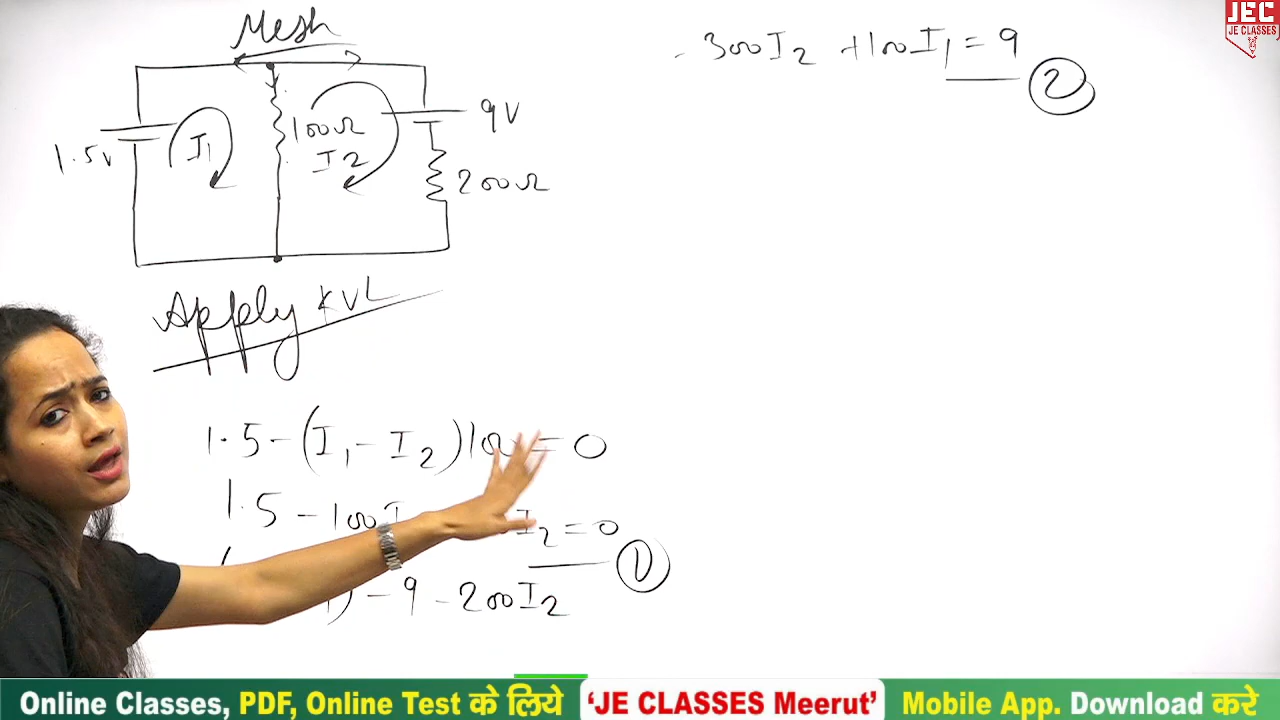 Mesh
1.5V
I1
100Ω
I2
9V
200Ω
Apply KVL
1.5 - (I1 - I2)100 = 0
1.5 - 100I I2 = 0 ①
) - 9 - 200I2
- 300I2 + 100I1 = 9 ②
JEC
JE CLASSES
Online Classes, PDF, Online Test के लिये 'JE CLASSES Meerut' Mobile App. Download करे